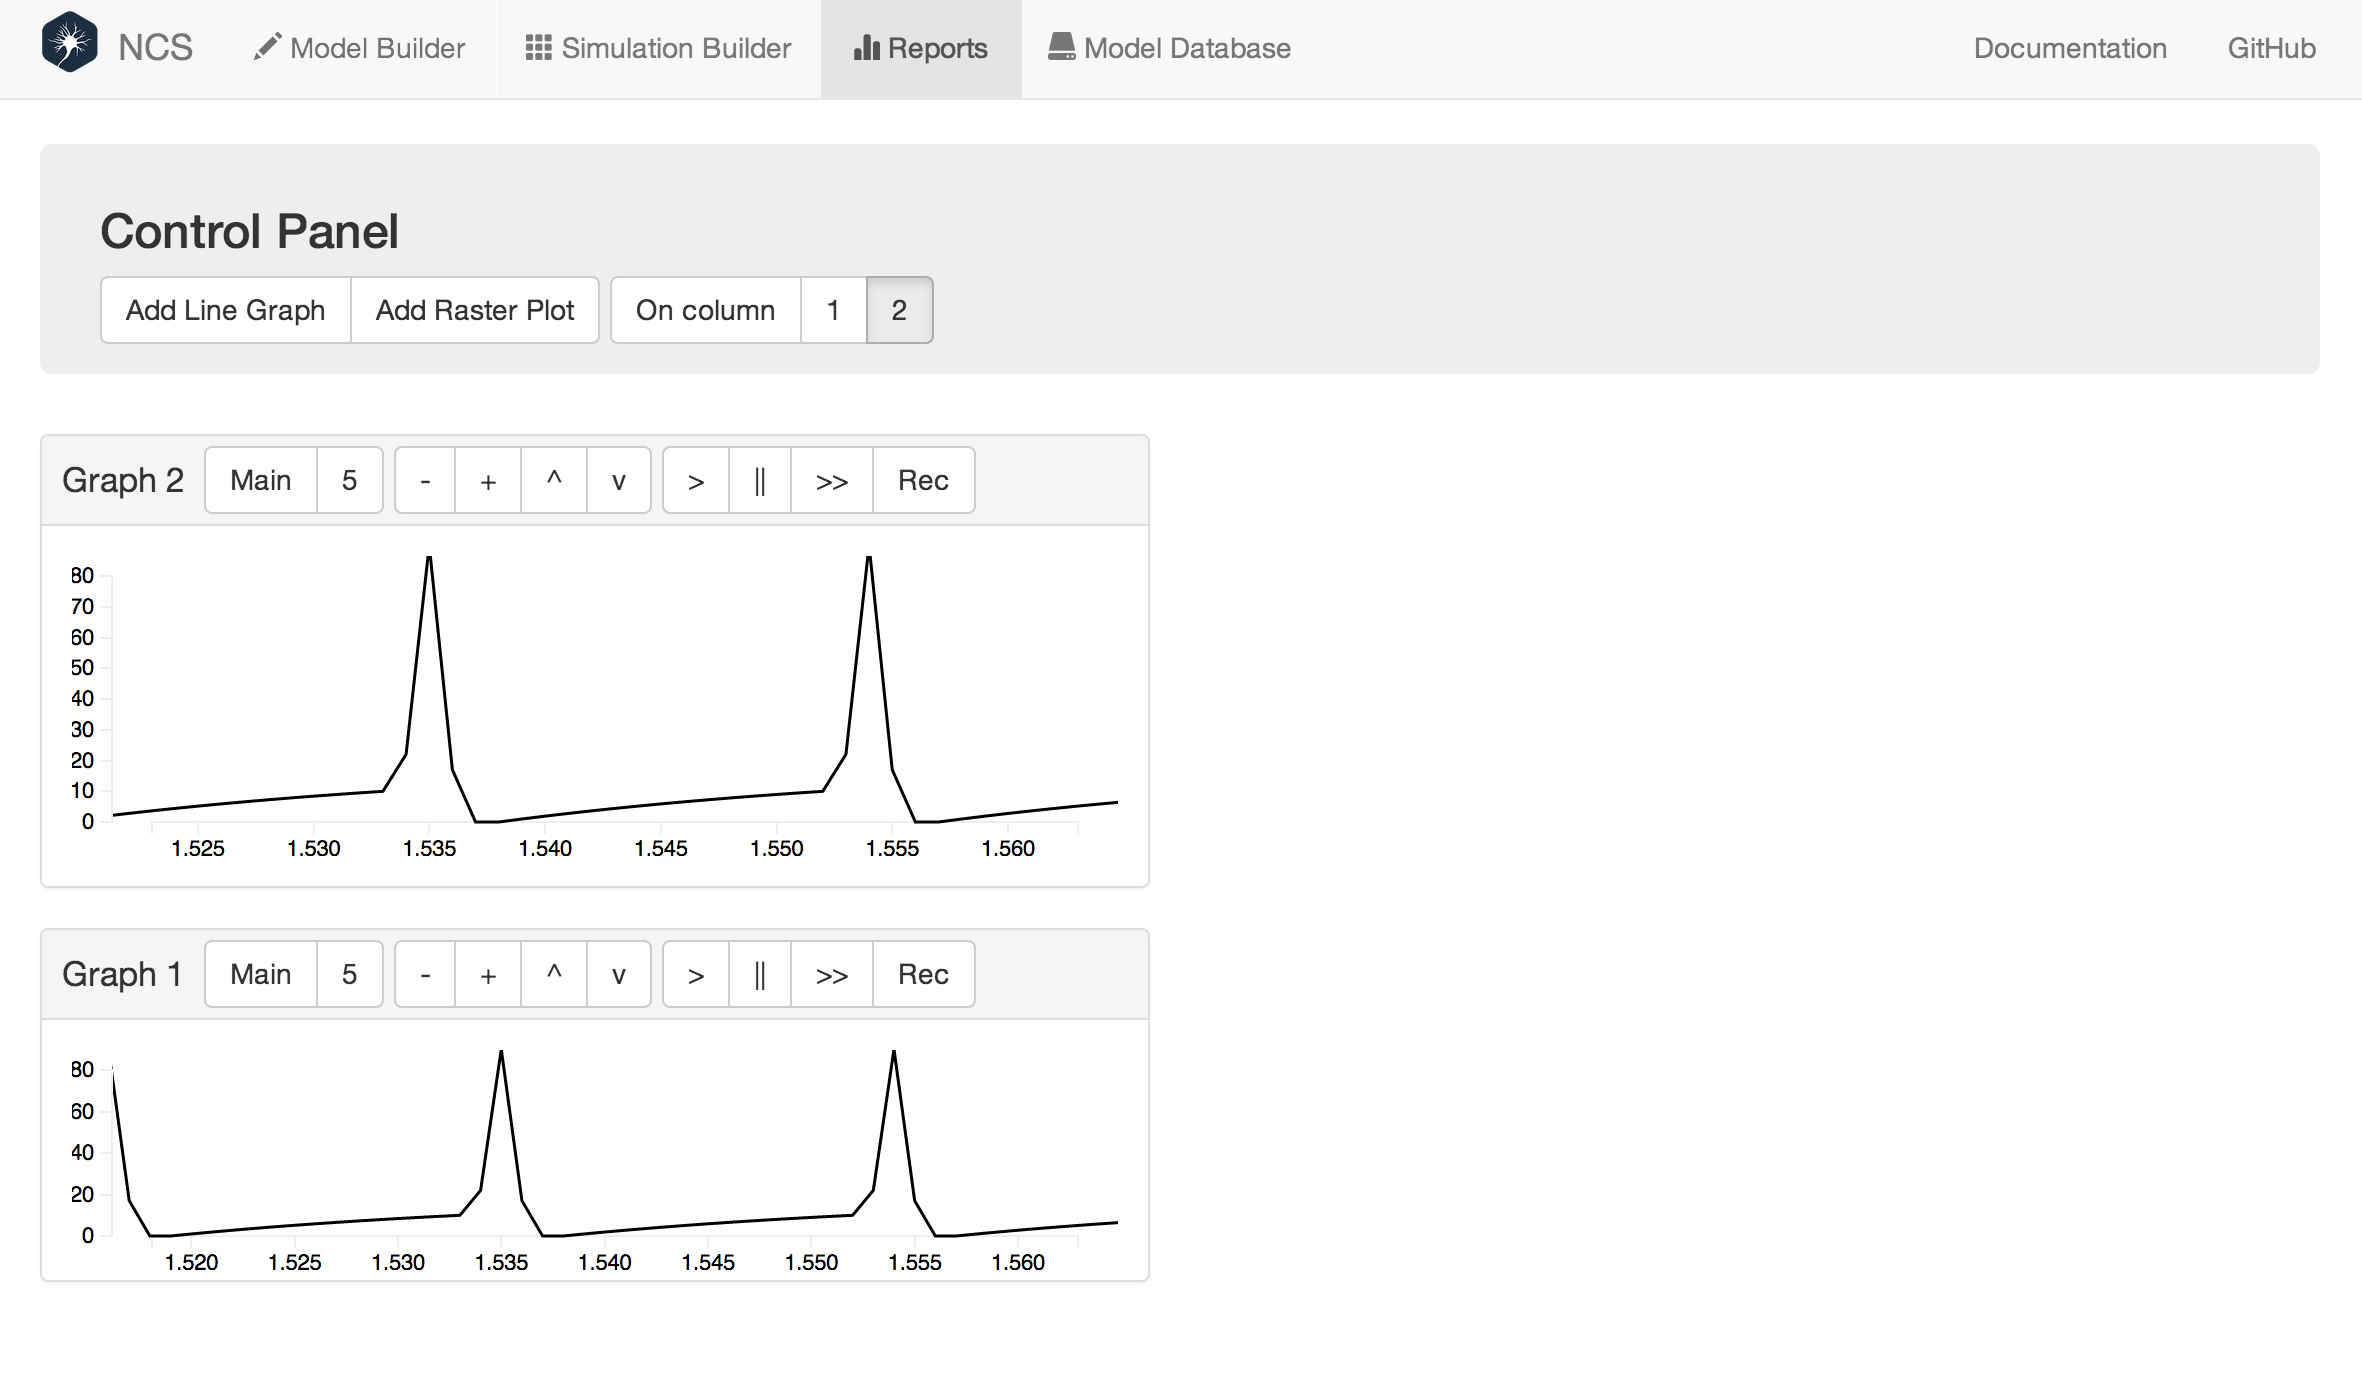 NCS Model Builder Simulation Builder Reports Model Database Documentation GitHub
Control Panel
Add Line Graph Add Raster Plot On column 1 2
Graph 2 Main 5 - + ^ v > || >> Rec
80
70
60
50
40
30
20
10
0
1.525 1.530 1.535 1.540 1.545 1.550 1.555 1.560
Graph 1 Main 5 - + ^ v > || >> Rec
80
60
40
20
0
1.520 1.525 1.530 1.535 1.540 1.545 1.550 1.555 1.560